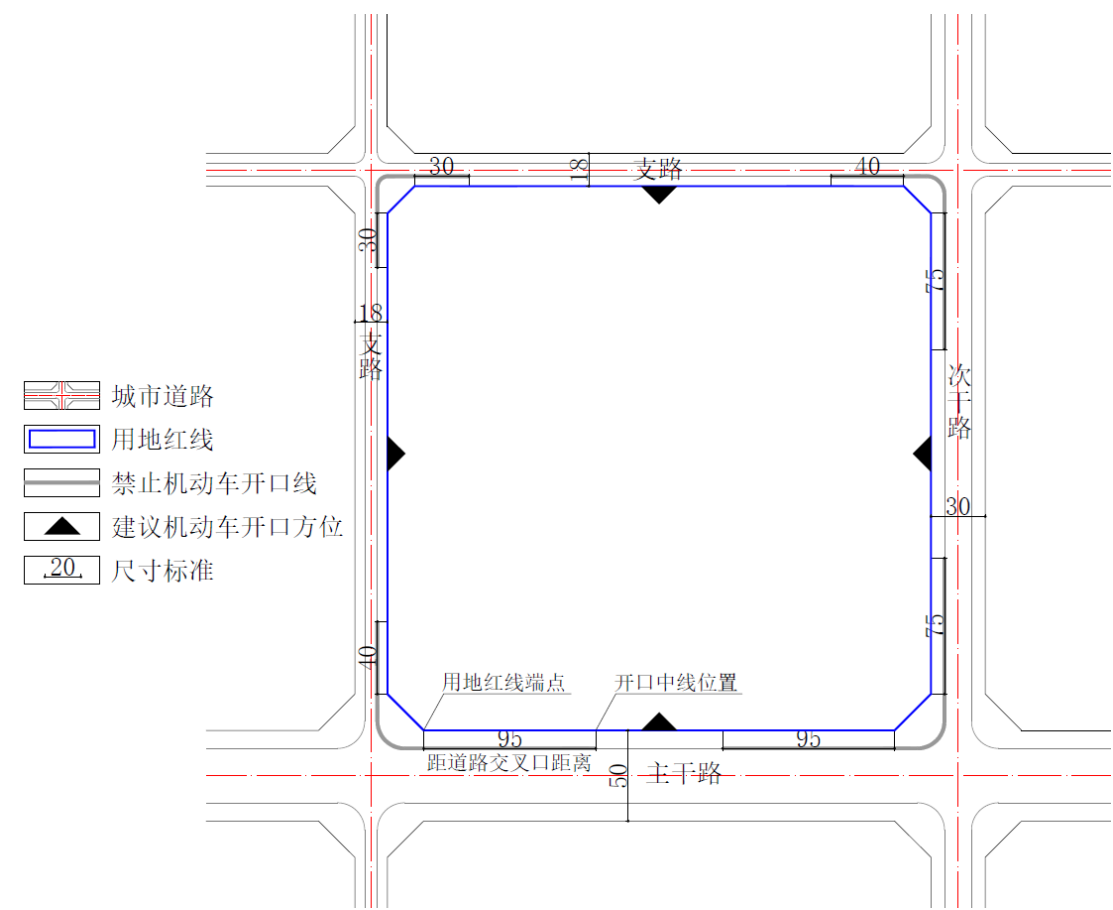 30
18
支路
40
30
75
18
支路
次干路
城市道路
用地红线
禁止机动车开口线
建议机动车开口方位
20
尺寸标准
30
75
40
用地红线端点
开口中线位置
95
95
距道路交叉口距离
50
主干路